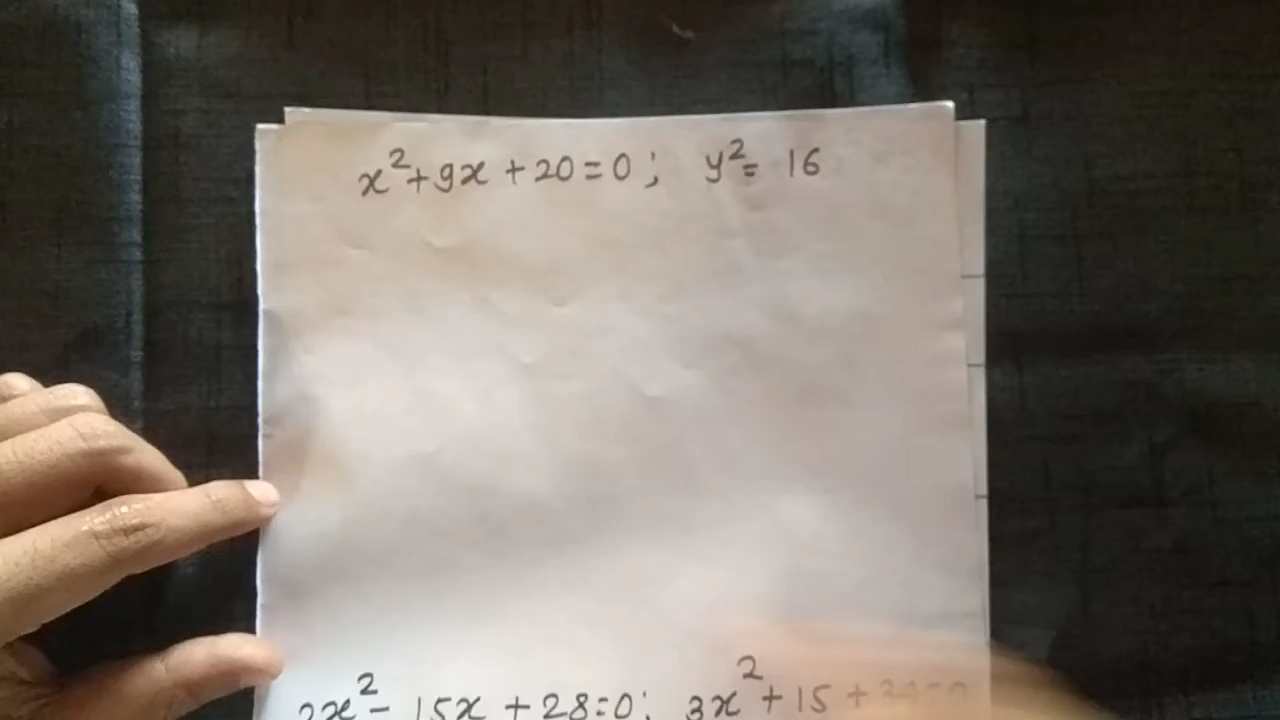 x²+9x+20=0; y²= 16
2x²- 15x +28=0; 3x²+15+